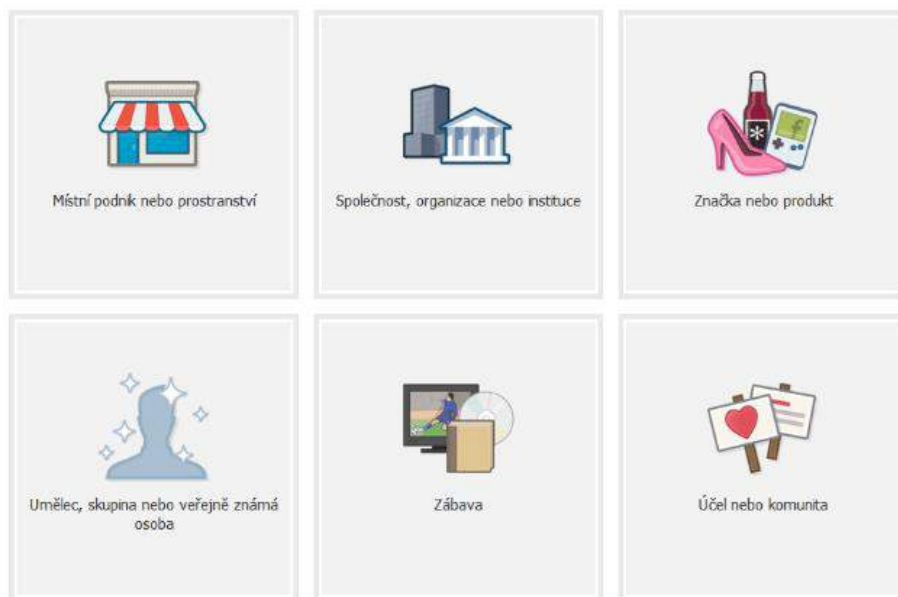 Místní podnik nebo prostranství
Společnost, organizace nebo instituce
Značka nebo produkt
Umělec, skupina nebo veřejně známá
osoba
Zábava
Účel nebo komunita